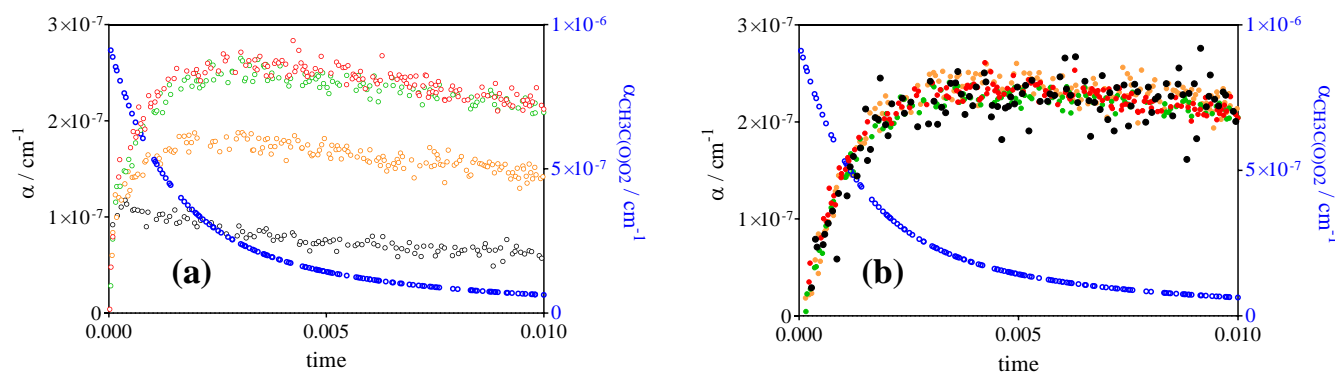 3×10⁻⁷
2×10⁻⁷
1×10⁻⁷
0
α / cm⁻¹
(a)
0.000
0.005
0.010
time
1×10⁻⁶
5×10⁻⁷
0
αCH3C(O)O2 / cm⁻¹
3×10⁻⁷
2×10⁻⁷
1×10⁻⁷
0
α / cm⁻¹
(b)
0.000
0.005
0.010
time
1×10⁻⁶
5×10⁻⁷
0
αCH3C(O)O2 / cm⁻¹